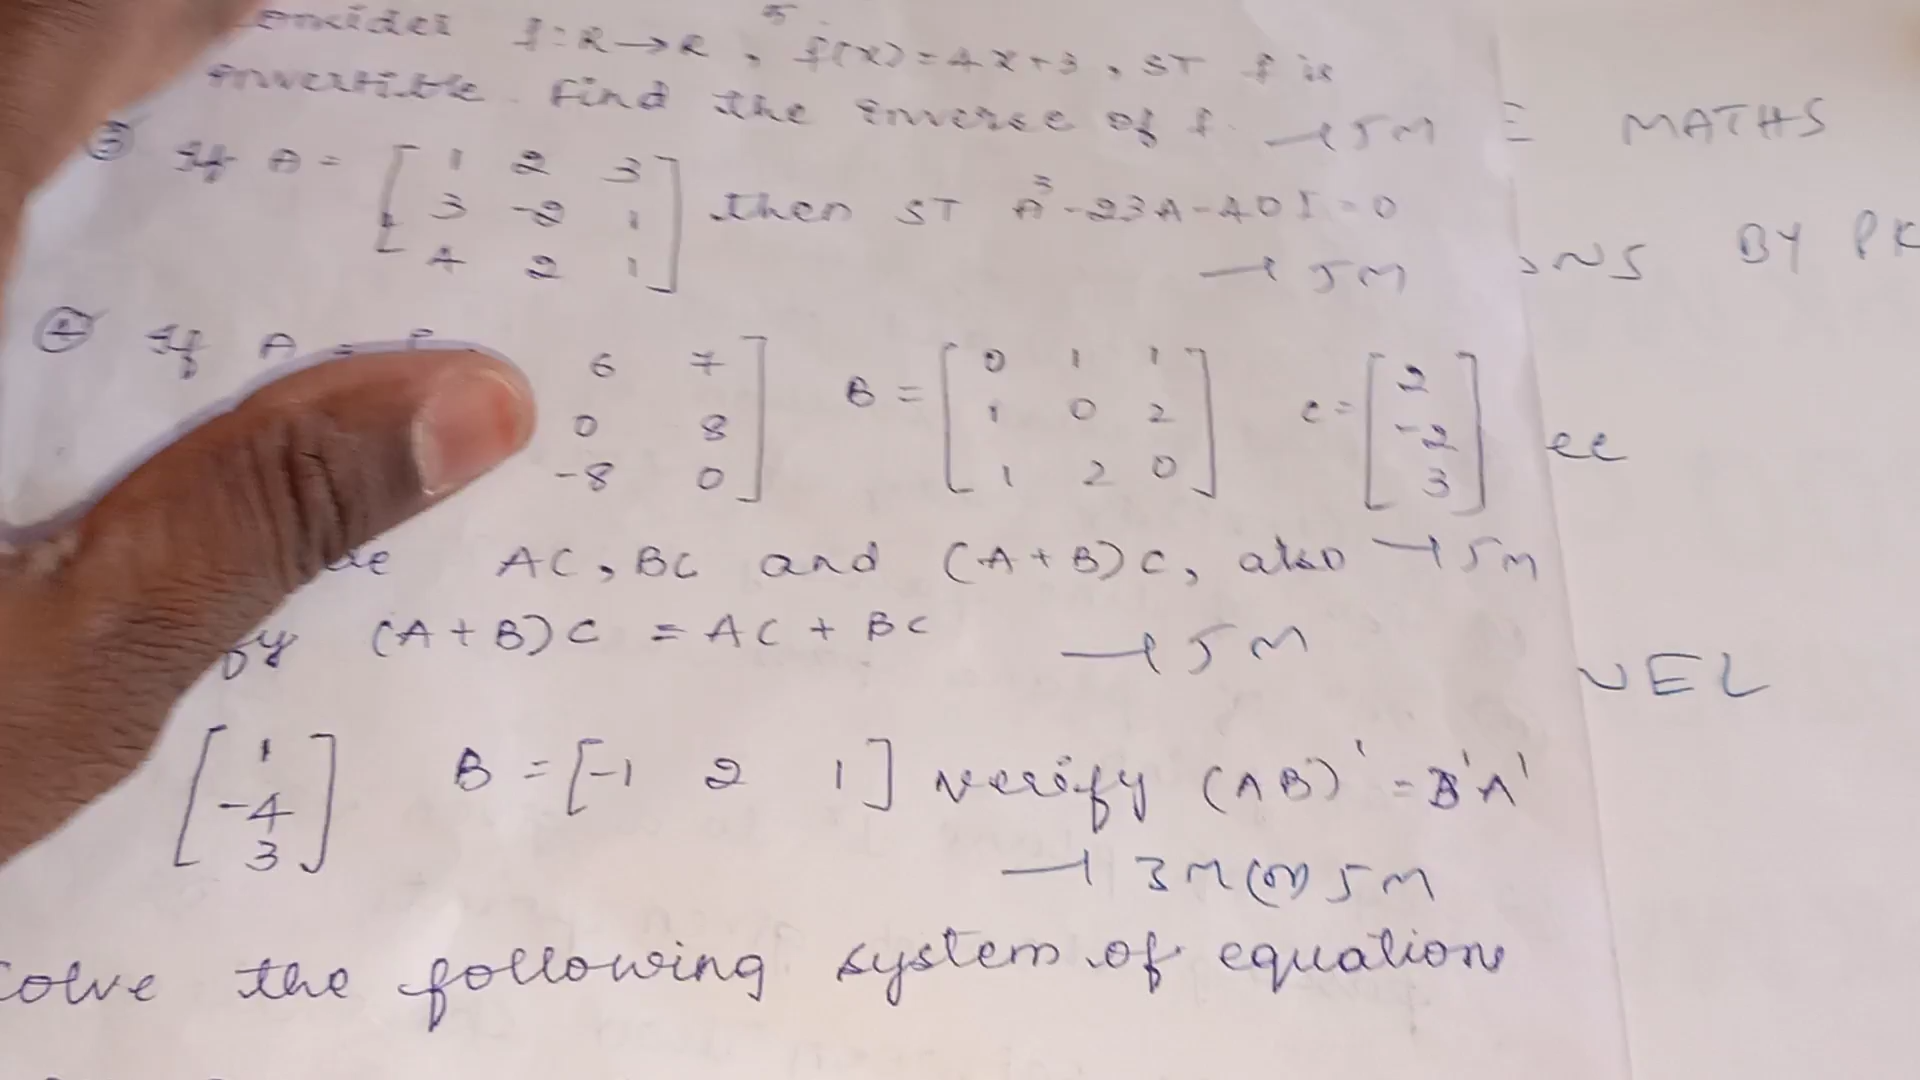 f:R→R, f(x)=4x+3, ST f is
invertible. Find the inverse of f. → 5M
MATHS
③ If A = [1 2 3
3 -2 1
4 2 1] then ST A³-23A-40I=0
→ 5M
BY PK
④ If A = [
6 7
0 8
-8 0] B = [0 1 1
1 0 2
1 2 0] C = [2
-2
3]
AC, BC and (A+B)C, also → 5M
(A+B)C = AC + BC → 5M
[1
-4
3] B = [-1 2 1] verify (AB)' = B'A'
→ 3M (or) 5M
solve the following system of equations